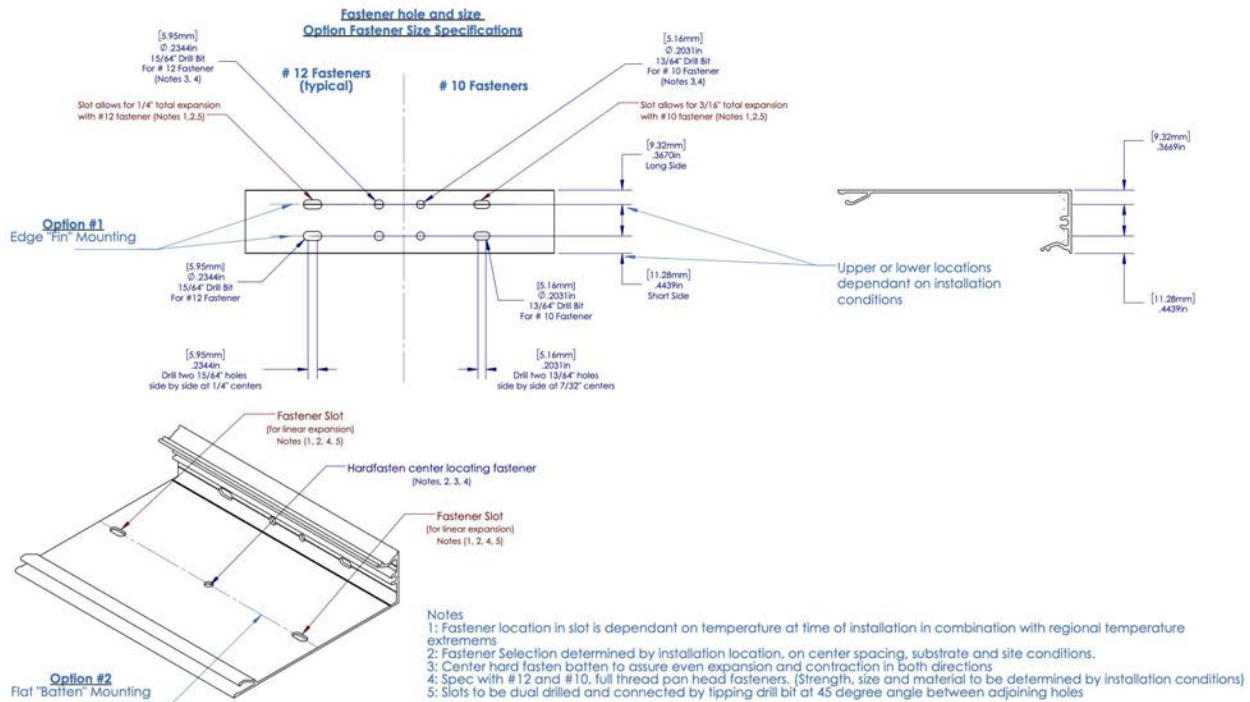 Fastener hole and size
Option Fastener Size Specifications
[5.95mm]
Ø.2344in
15/64" Drill Bit
For # 12 Fastener
(Notes 3, 4)
# 12 Fasteners
(typical)
# 10 Fasteners
[5.16mm]
Ø.2031in
13/64" Drill Bit
For # 10 Fastener
(Notes 3,4)
Slot allows for 1/4" total expansion
with #12 fastener (Notes 1,2,5)
Slot allows for 3/16" total expansion
with #10 fastener (Notes 1,2,5)
[9.32mm]
.3670in
Long Side
[9.32mm]
.3669in
Option #1
Edge "Fin" Mounting
[5.95mm]
Ø.2344in
15/64" Drill Bit
For #12 Fastener
[5.16mm]
Ø.2031in
13/64" Drill Bit
For # 10 Fastener
[11.28mm]
.4439in
Short Side
Upper or lower locations
dependant on installation
conditions
[11.28mm]
.4439in
[5.95mm]
.2344in
Drill two 15/64" holes
side by side at 1/4" centers
[5.16mm]
.2031in
Drill two 13/64" holes
side by side at 7/32" centers
Fastener Slot
(for linear expansion)
Notes (1, 2, 4, 5)
Hardfasten center locating fastener
(Notes, 2, 3, 4)
Fastener Slot
(for linear expansion)
Notes (1, 2, 4, 5)
Option #2
Flat "Batten" Mounting
Notes
1: Fastener location in slot is dependant on temperature at time of installation in combination with regional temperature
extremems
2: Fastener Selection determined by installation location, on center spacing, substrate and site conditions.
3: Center hard fasten batten to assure even expansion and contraction in both directions
4: Spec with #12 and #10, full thread pan head fasteners. (Strength, size and material to be determined by installation conditions)
5: Slots to be dual drilled and connected by tipping drill bit at 45 degree angle between adjoining holes